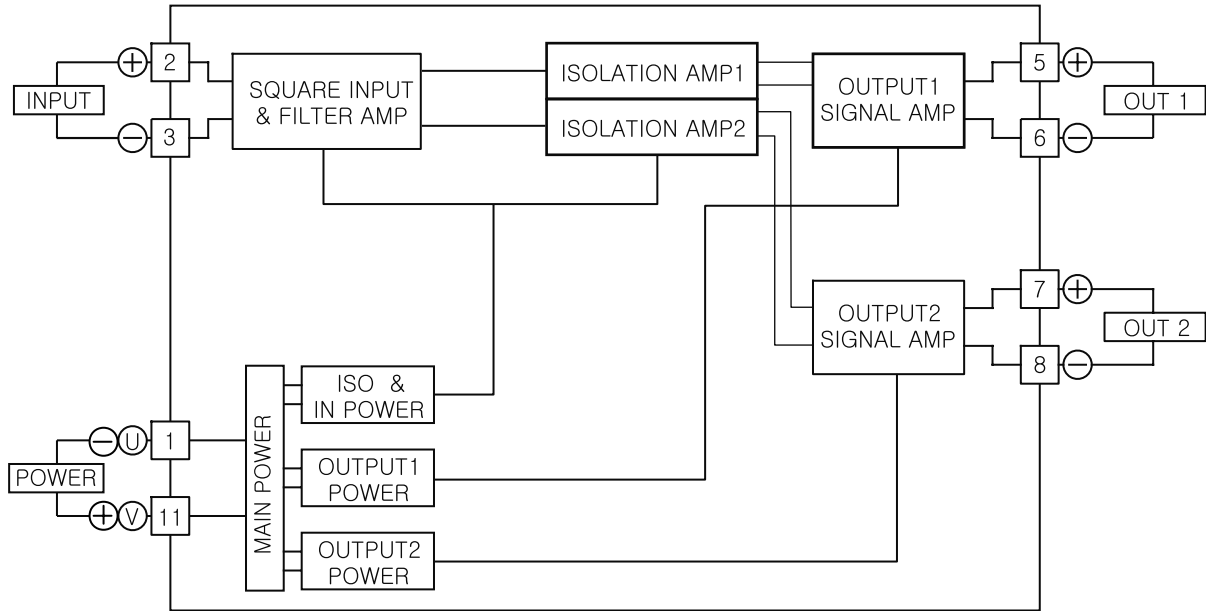 INPUT
+
−
2
3
SQUARE INPUT
& FILTER AMP
ISOLATION AMP1
ISOLATION AMP2
OUTPUT1
SIGNAL AMP
5
+
6
−
OUT 1
OUTPUT2
SIGNAL AMP
7
+
8
−
OUT 2
POWER
− U
1
+ V
11
MAIN POWER
ISO &
IN POWER
OUTPUT1
POWER
OUTPUT2
POWER